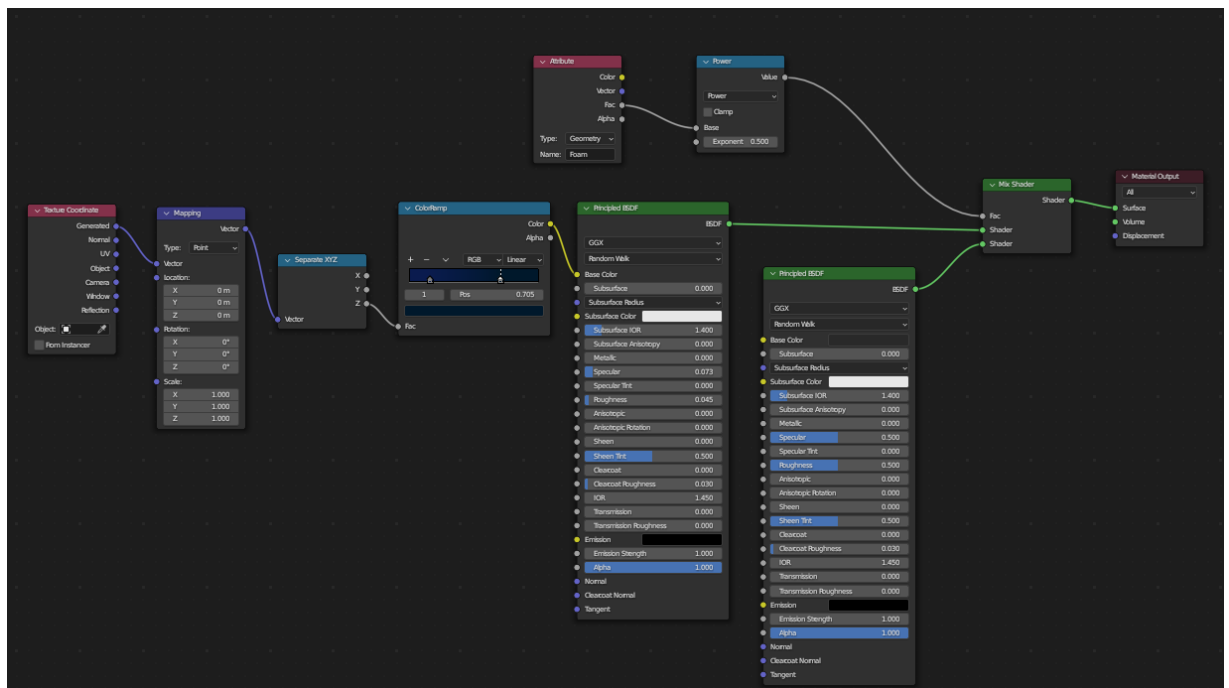 Attribute
Color
Vector
Fac
Alpha
Type: Geometry
Name: Foam
Power
Value
Power
Clamp
Base
Exponent 0.500
Mix Shader
Shader
Fac
Shader
Shader
Material Output
All
Surface
Volume
Displacement
Texture Coordinate
Generated
Normal
UV
Object
Camera
Window
Reflection
Object:
From Instancer
Mapping
Vector
Type: Point
Vector
Location:
X 0 m
Y 0 m
Z 0 m
Rotation:
X 0°
Y 0°
Z 0°
Scale:
X 1.000
Y 1.000
Z 1.000
Separate XYZ
X
Y
Z
Vector
ColorRamp
Color
Alpha
RGB Linear
1 Pos 0.705
Fac
Principled BSDF
BSDF
GGX
Random Walk
Base Color
Subsurface 0.000
Subsurface Radius
Subsurface Color
Subsurface IOR 1.400
Subsurface Anisotropy 0.000
Metallic 0.000
Specular 0.073
Specular Tint 0.000
Roughness 0.045
Anisotropic 0.000
Anisotropic Rotation 0.000
Sheen 0.000
Sheen Tint 0.500
Clearcoat 0.000
Clearcoat Roughness 0.030
IOR 1.450
Transmission 0.000
Transmission Roughness 0.000
Emission
Emission Strength 1.000
Alpha 1.000
Normal
Clearcoat Normal
Tangent
Principled BSDF
BSDF
GGX
Random Walk
Base Color
Subsurface 0.000
Subsurface Radius
Subsurface Color
Subsurface IOR 1.400
Subsurface Anisotropy 0.000
Metallic 0.000
Specular 0.500
Specular Tint 0.000
Roughness 0.500
Anisotropic 0.000
Anisotropic Rotation 0.000
Sheen 0.000
Sheen Tint 0.500
Clearcoat 0.000
Clearcoat Roughness 0.030
IOR 1.450
Transmission 0.000
Transmission Roughness 0.000
Emission
Emission Strength 1.000
Alpha 1.000
Normal
Clearcoat Normal
Tangent